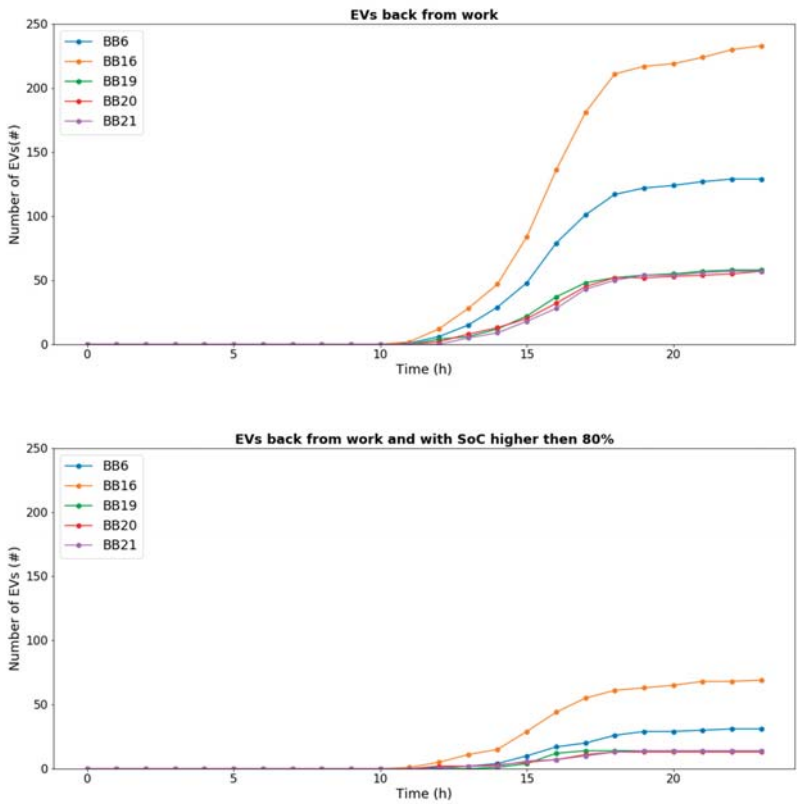 EVs back from work
250
200
150
100
50
0
Number of EVs(#)
BB6
BB16
BB19
BB20
BB21
0 5 10 15 20
Time (h)
EVs back from work and with SoC higher then 80%
250
200
150
100
50
0
Number of EVs (#)
BB6
BB16
BB19
BB20
BB21
0 5 10 15 20
Time (h)